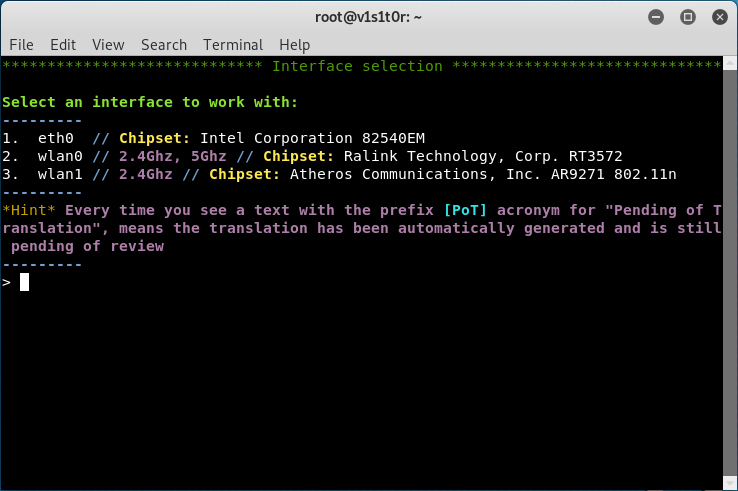 root@v1s1t0r: ~
File Edit View Search Terminal Help
***************************** Interface selection ******************************
Select an interface to work with:
---------
1.  eth0  // Chipset: Intel Corporation 82540EM
2.  wlan0 // 2.4Ghz, 5Ghz // Chipset: Ralink Technology, Corp. RT3572
3.  wlan1 // 2.4Ghz // Chipset: Atheros Communications, Inc. AR9271 802.11n
---------
*Hint* Every time you see a text with the prefix [PoT] acronym for "Pending of T
ranslation", means the translation has been automatically generated and is still
 pending of review
---------
>